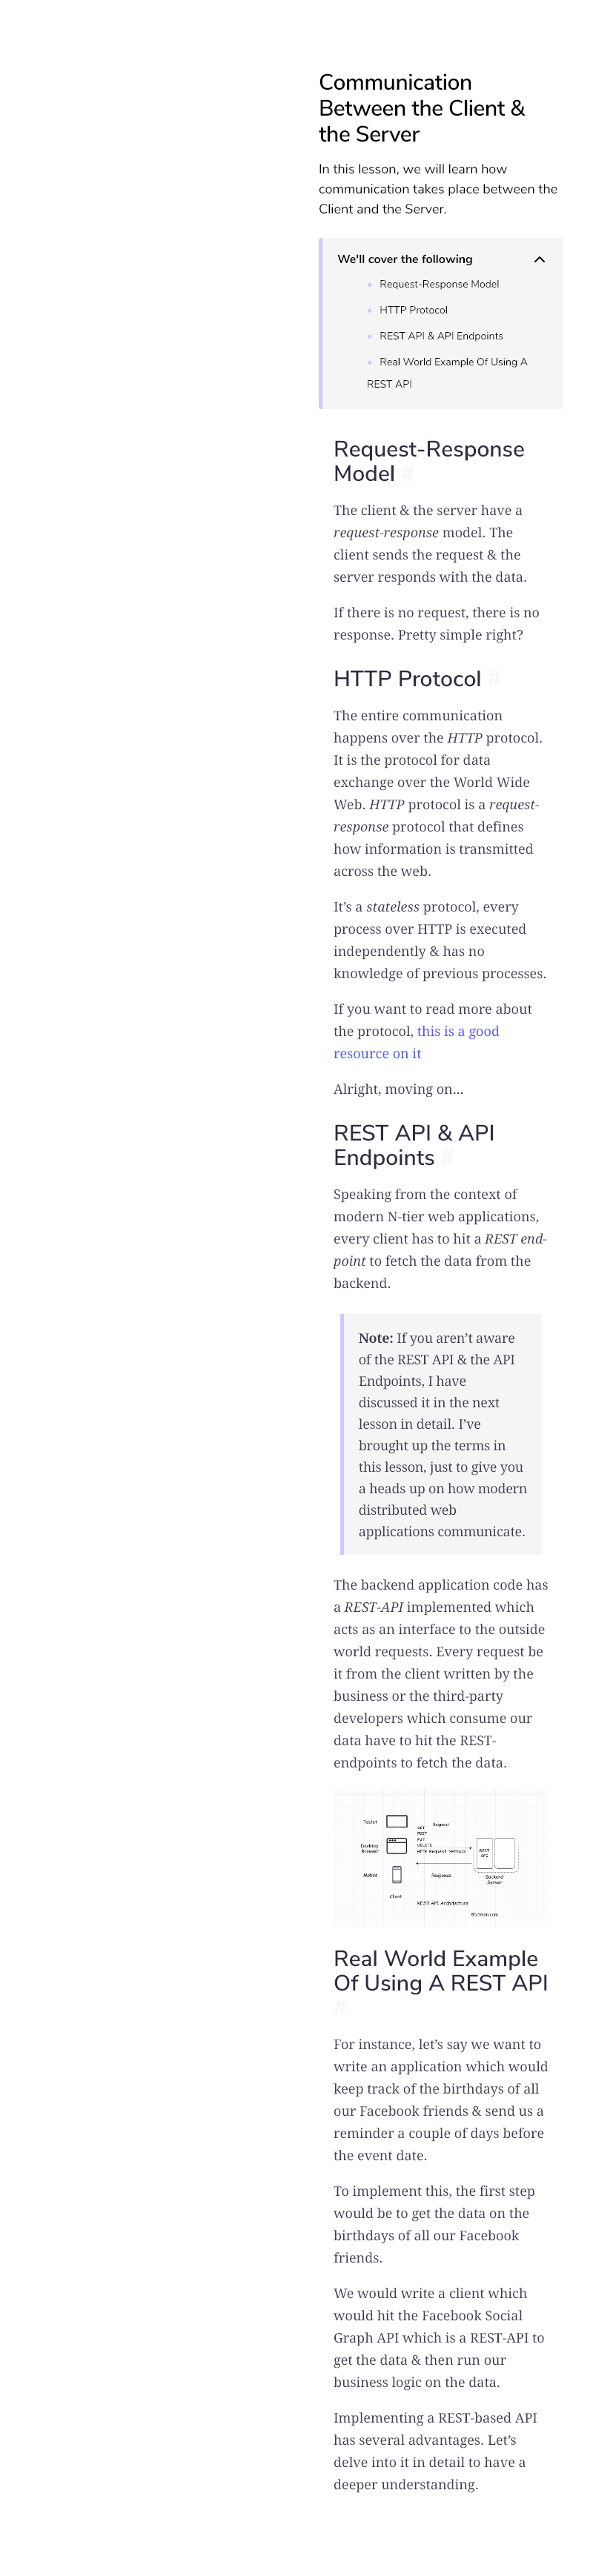 Communication
Between the Client &
the Server
In this lesson, we will learn how
communication takes place between the
Client and the Server.
We'll cover the following
Request-Response Model
HTTP Protocol
REST API & API Endpoints
Real World Example Of Using A
REST API
Request-Response
Model #
The client & the server have a
request-response model. The
client sends the request & the
server responds with the data.
If there is no request, there is no
response. Pretty simple right?
HTTP Protocol #
The entire communication
happens over the HTTP protocol.
It is the protocol for data
exchange over the World Wide
Web. HTTP protocol is a request-
response protocol that defines
how information is transmitted
across the web.
It’s a stateless protocol, every
process over HTTP is executed
independently & has no
knowledge of previous processes.
If you want to read more about
the protocol, this is a good
resource on it
Alright, moving on…
REST API & API
Endpoints #
Speaking from the context of
modern N-tier web applications,
every client has to hit a REST end-
point to fetch the data from the
backend.
Note: If you aren’t aware
of the REST API & the API
Endpoints, I have
discussed it in the next
lesson in detail. I’ve
brought up the terms in
this lesson, just to give you
a heads up on how modern
distributed web
applications communicate.
The backend application code has
a REST-API implemented which
acts as an interface to the outside
world requests. Every request be
it from the client written by the
business or the third-party
developers which consume our
data have to hit the REST-
endpoints to fetch the data.
Tablet
Desktop
Browser
Mobile
Client
GET
POST
PUT
DELETE
HTTP Request Methods
Request
Response
REST
API
Backend
Server
REST API Architecture
8bitmen.com
Real World Example
Of Using A REST API
#
For instance, let’s say we want to
write an application which would
keep track of the birthdays of all
our Facebook friends & send us a
reminder a couple of days before
the event date.
To implement this, the first step
would be to get the data on the
birthdays of all our Facebook
friends.
We would write a client which
would hit the Facebook Social
Graph API which is a REST-API to
get the data & then run our
business logic on the data.
Implementing a REST-based API
has several advantages. Let’s
delve into it in detail to have a
deeper understanding.